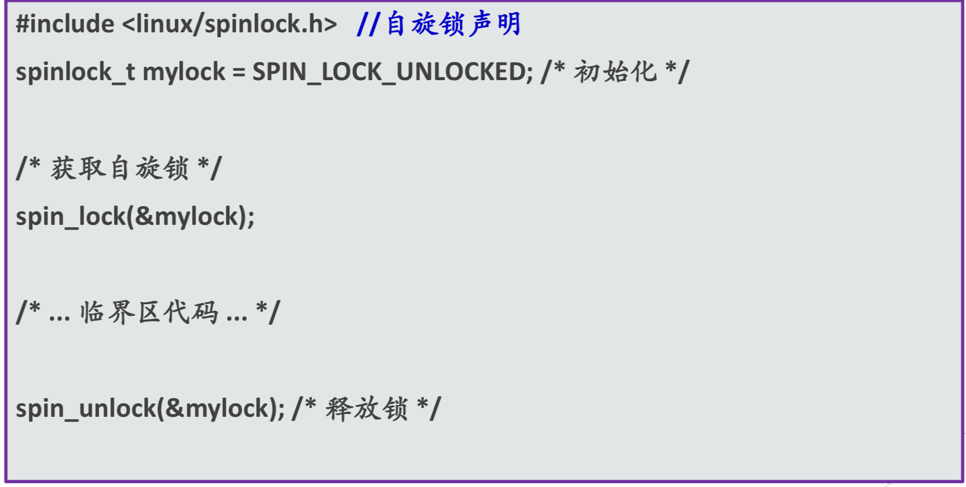 #include <linux/spinlock.h> //自旋锁声明
spinlock_t mylock = SPIN_LOCK_UNLOCKED; /* 初始化 */
/* 获取自旋锁 */
spin_lock(&mylock);
/* ... 临界区代码 ... */
spin_unlock(&mylock); /* 释放锁 */